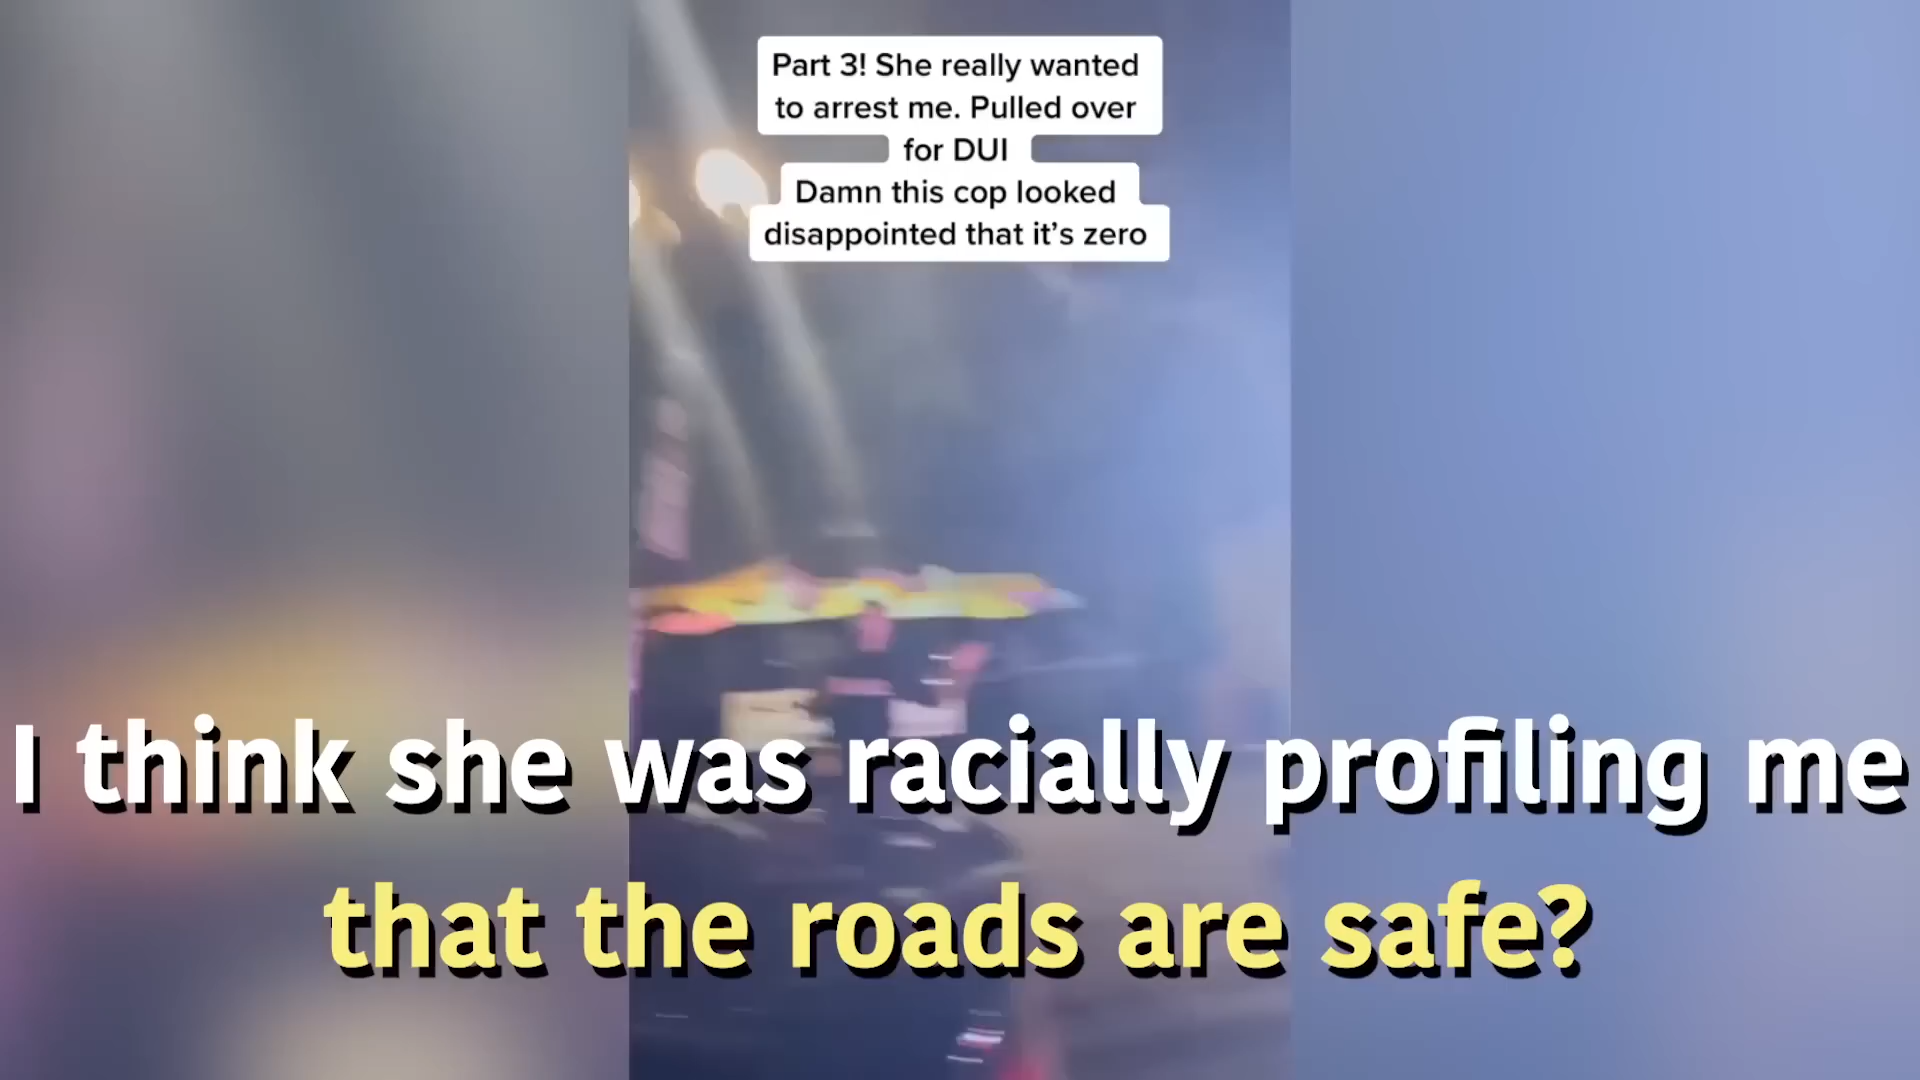 Part 3! She really wanted
to arrest me. Pulled over
for DUI
Damn this cop looked
disappointed that it’s zero
I think she was racially profiling me
that the roads are safe?